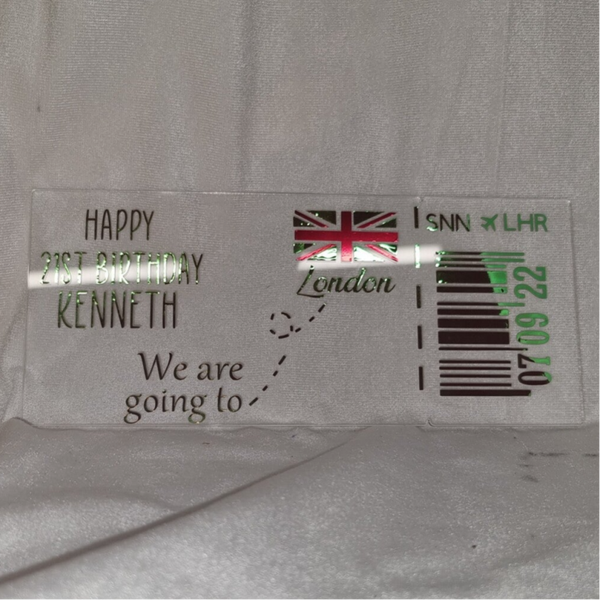 HAPPY
21ST BIRTHDAY
KENNETH
We are
going to
London
SNN LHR
07 09 22